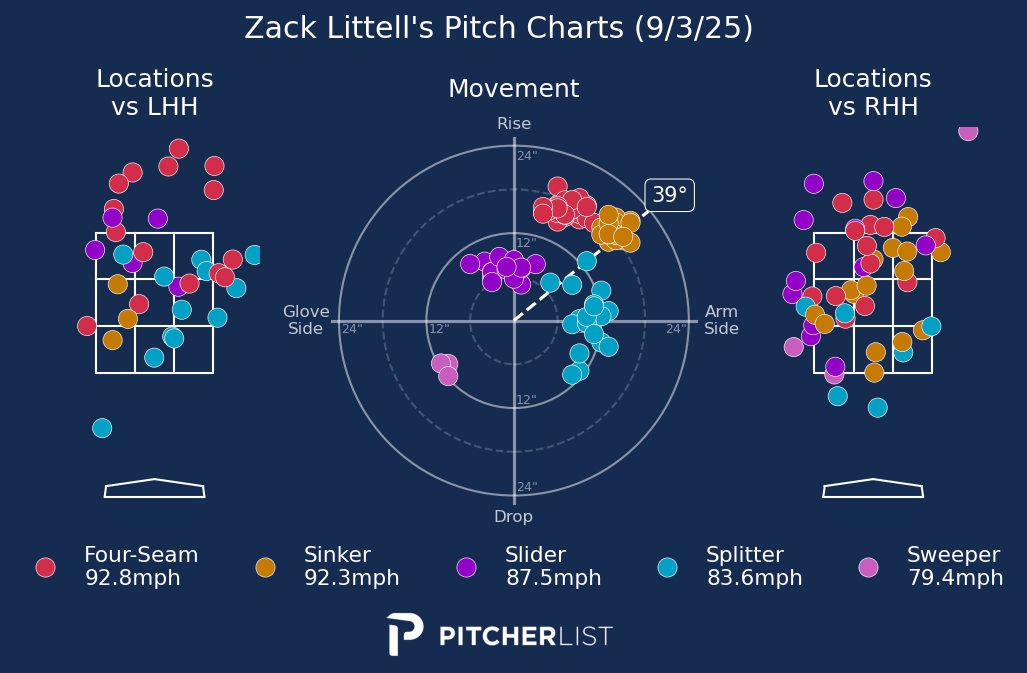 Zack Littell's Pitch Charts (9/3/25)
Locations
vs LHH
Movement
Locations
vs RHH
Rise
24"
39°
12"
Glove
Side
24"
12"
24"
Arm
Side
12"
24"
Drop
Four-Seam
92.8mph
Sinker
92.3mph
Slider
87.5mph
Splitter
83.6mph
Sweeper
79.4mph
PITCHERLIST